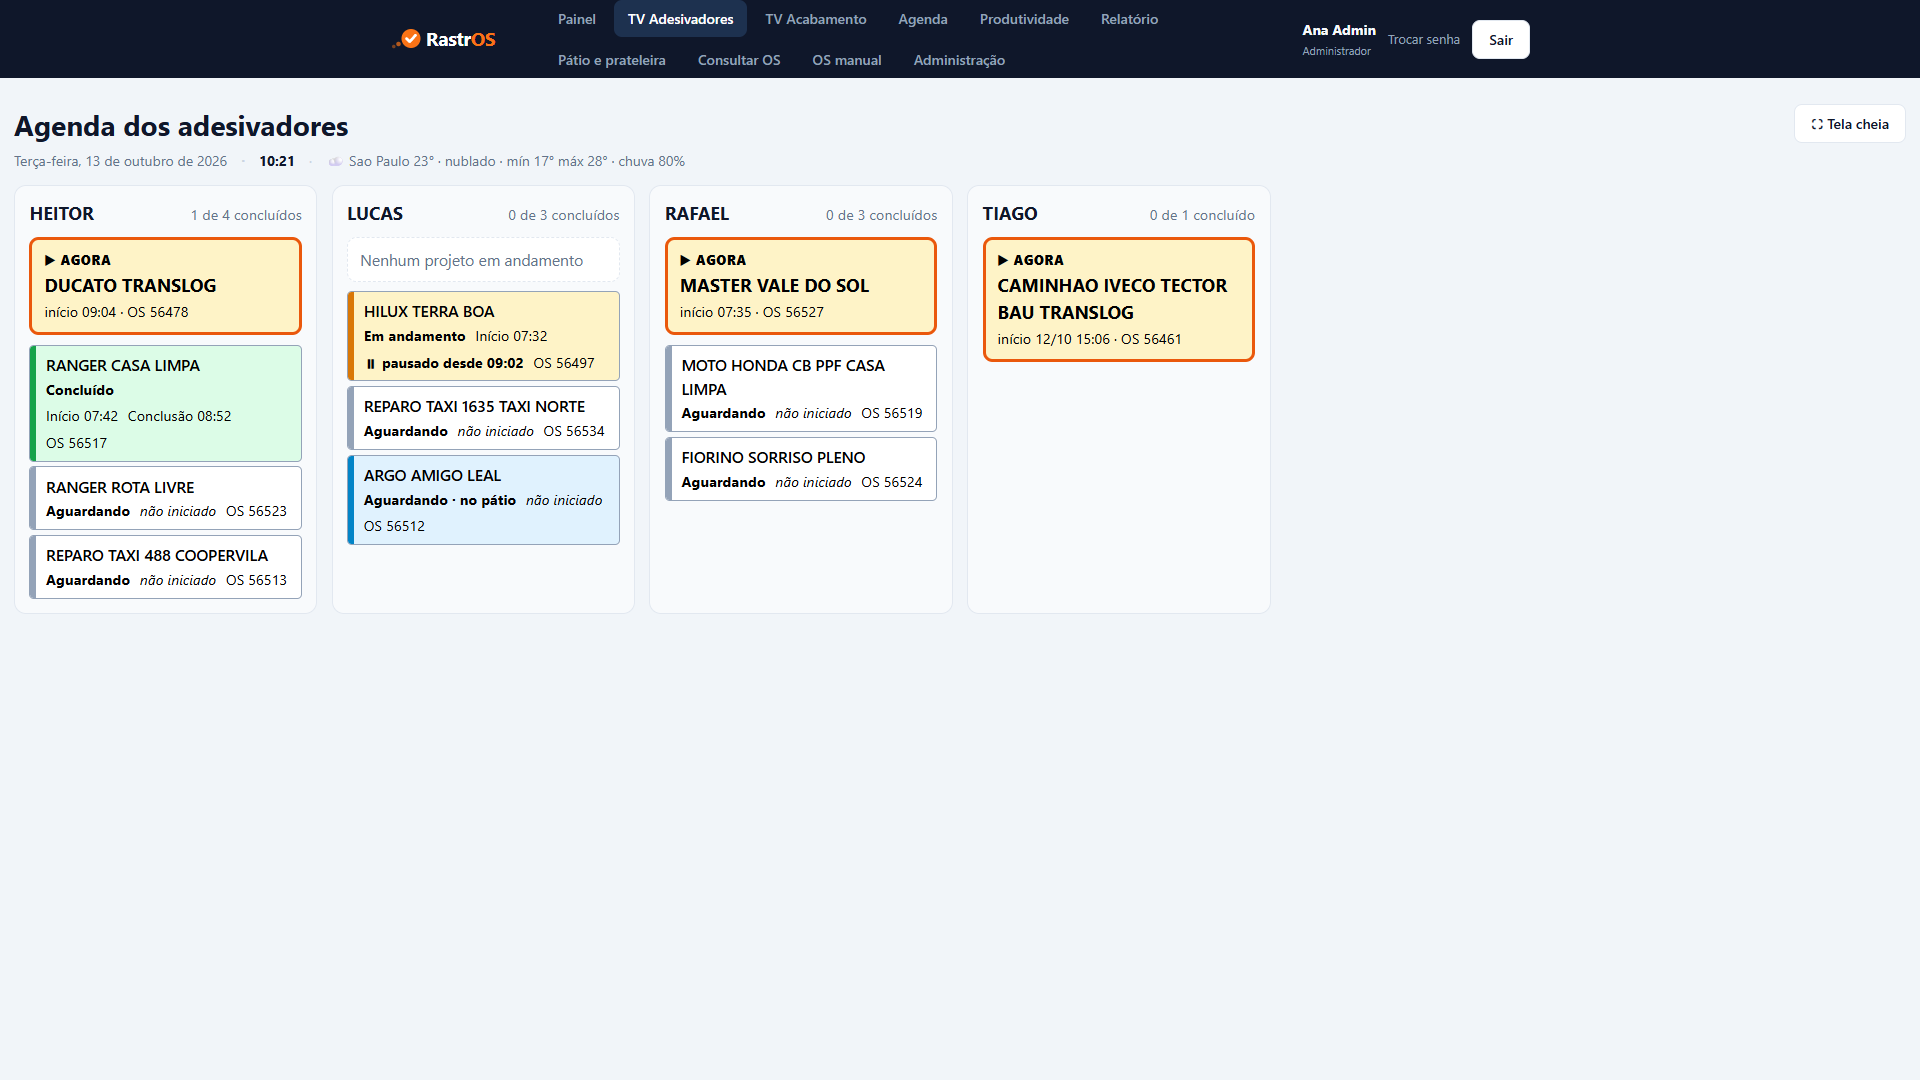 RastrOS
Painel
TV Adesivadores
TV Acabamento
Agenda
Produtividade
Relatório
Pátio e prateleira
Consultar OS
OS manual
Administração
Ana Admin
Administrador
Trocar senha
Sair
Agenda dos adesivadores
Tela cheia
Terça-feira, 13 de outubro de 2026 · 10:21 · Sao Paulo 23° · nublado · mín 17° máx 28° · chuva 80%
HEITOR
1 de 4 concluídos
▶ AGORA
DUCATO TRANSLOG
início 09:04 · OS 56478
RANGER CASA LIMPA
Concluído
Início 07:42 Conclusão 08:52
OS 56517
RANGER ROTA LIVRE
Aguardando não iniciado OS 56523
REPARO TAXI 488 COOPERVILA
Aguardando não iniciado OS 56513
LUCAS
0 de 3 concluídos
Nenhum projeto em andamento
HILUX TERRA BOA
Em andamento Início 07:32
⏸ pausado desde 09:02 OS 56497
REPARO TAXI 1635 TAXI NORTE
Aguardando não iniciado OS 56534
ARGO AMIGO LEAL
Aguardando · no pátio não iniciado
OS 56512
RAFAEL
0 de 3 concluídos
▶ AGORA
MASTER VALE DO SOL
início 07:35 · OS 56527
MOTO HONDA CB PPF CASA
LIMPA
Aguardando não iniciado OS 56519
FIORINO SORRISO PLENO
Aguardando não iniciado OS 56524
TIAGO
0 de 1 concluído
▶ AGORA
CAMINHAO IVECO TECTOR
BAU TRANSLOG
início 12/10 15:06 · OS 56461